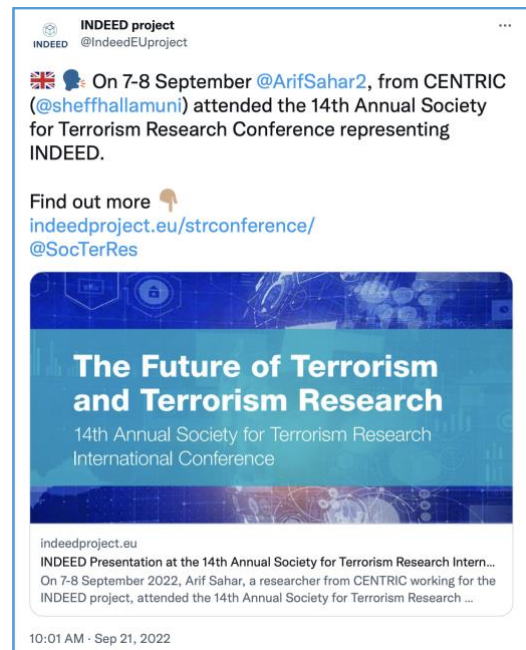 INDEED project
INDEED
@IndeedEUproject
On 7-8 September @ArifSahar2, from CENTRIC
(@sheffhallamuni) attended the 14th Annual Society
for Terrorism Research Conference representing
INDEED.
Find out more
indeedproject.eu/strconference/
@SocTerRes
The Future of Terrorism
and Terrorism Research
14th Annual Society for Terrorism Research
International Conference
indeedproject.eu
INDEED Presentation at the 14th Annual Society for Terrorism Research Intern...
On 7-8 September 2022, Arif Sahar, a researcher from CENTRIC working for the
INDEED project, attended the 14th Annual Society for Terrorism Research ...
10:01 AM · Sep 21, 2022